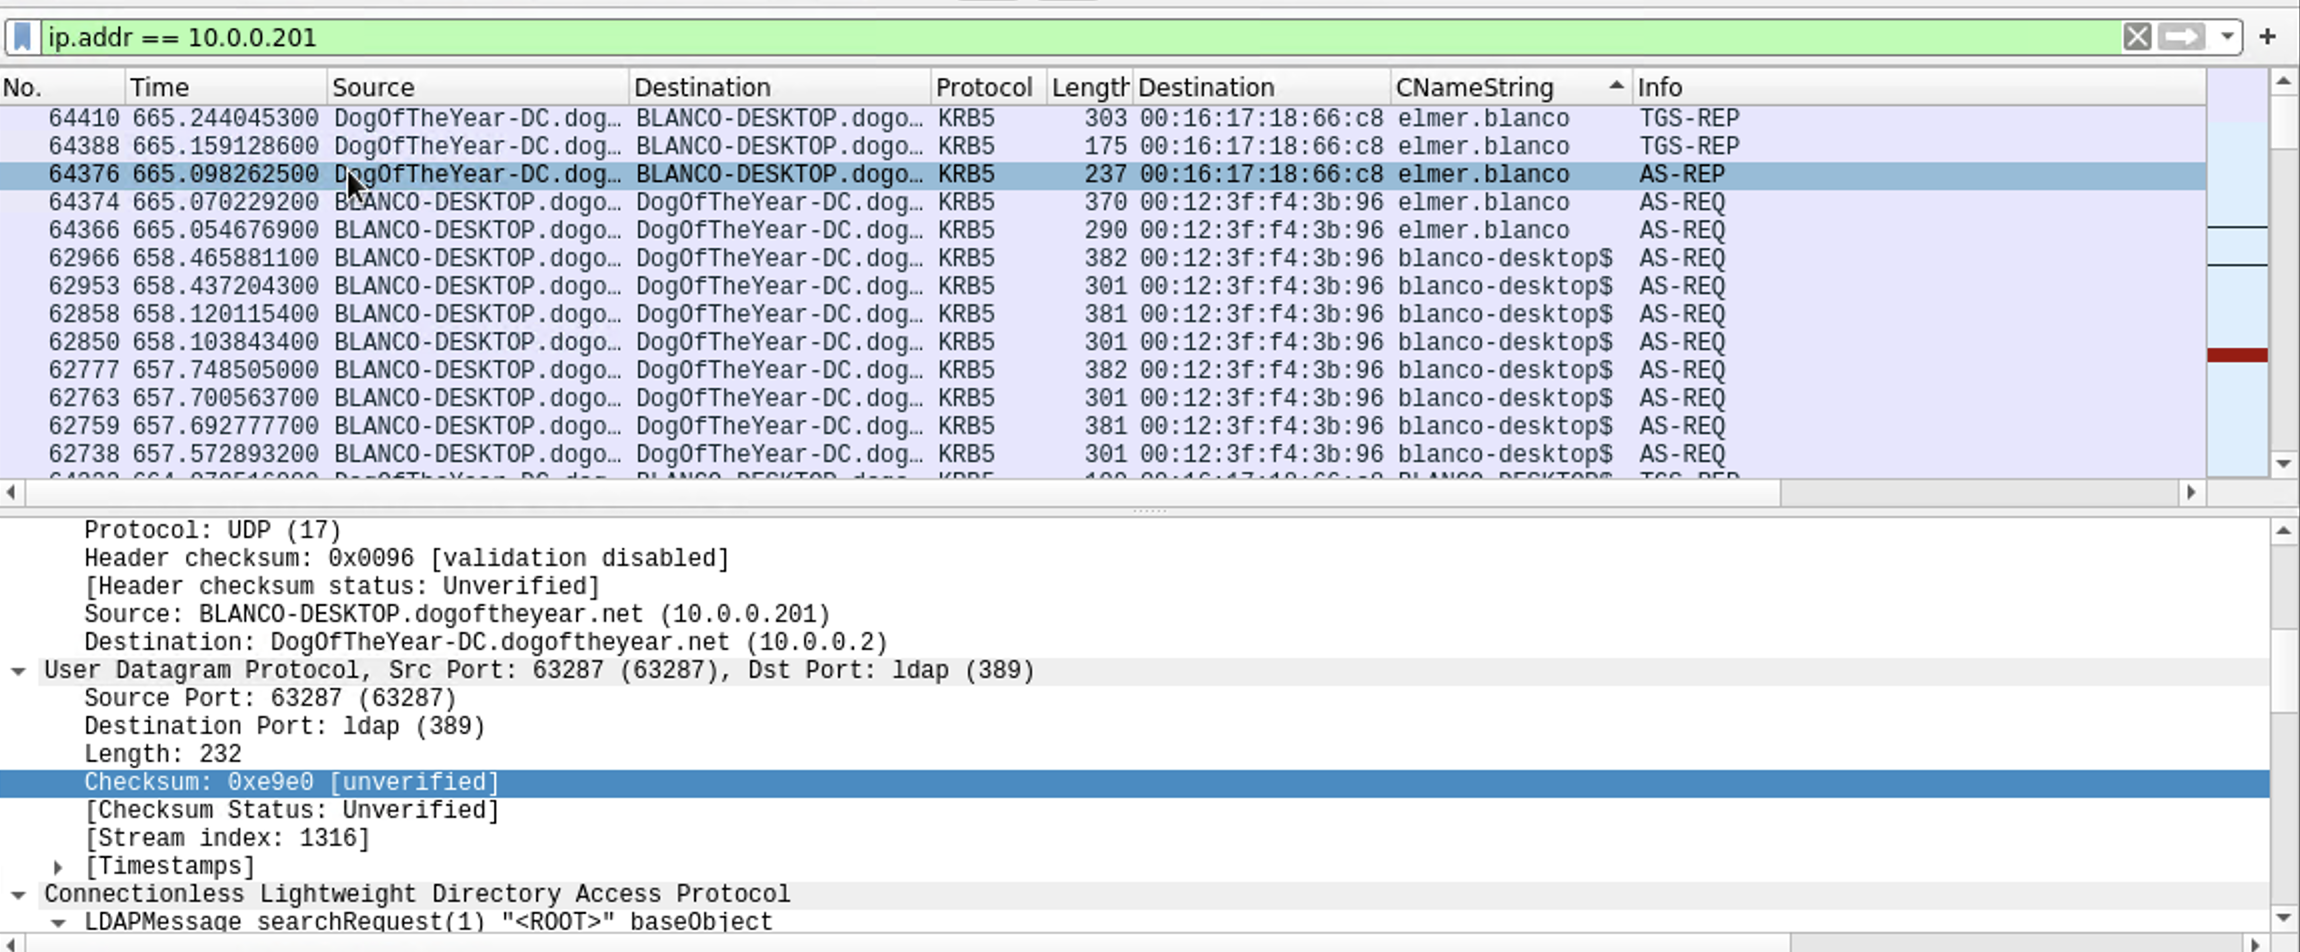 ip.addr == 10.0.0.201 +
No. Time Source Destination Protocol Length Destination CNameString Info
64410 665.244045300 DogOfTheYear-DC.dog… BLANCO-DESKTOP.dogo… KRB5 303 00:16:17:18:66:c8 elmer.blanco TGS-REP
64388 665.159128600 DogOfTheYear-DC.dog… BLANCO-DESKTOP.dogo… KRB5 175 00:16:17:18:66:c8 elmer.blanco TGS-REP
64376 665.098262500 DogOfTheYear-DC.dog… BLANCO-DESKTOP.dogo… KRB5 237 00:16:17:18:66:c8 elmer.blanco AS-REP
64374 665.070229200 BLANCO-DESKTOP.dogo… DogOfTheYear-DC.dog… KRB5 370 00:12:3f:f4:3b:96 elmer.blanco AS-REQ
64366 665.054676900 BLANCO-DESKTOP.dogo… DogOfTheYear-DC.dog… KRB5 290 00:12:3f:f4:3b:96 elmer.blanco AS-REQ
62966 658.465881100 BLANCO-DESKTOP.dogo… DogOfTheYear-DC.dog… KRB5 382 00:12:3f:f4:3b:96 blanco-desktop$ AS-REQ
62953 658.437204300 BLANCO-DESKTOP.dogo… DogOfTheYear-DC.dog… KRB5 301 00:12:3f:f4:3b:96 blanco-desktop$ AS-REQ
62858 658.120115400 BLANCO-DESKTOP.dogo… DogOfTheYear-DC.dog… KRB5 381 00:12:3f:f4:3b:96 blanco-desktop$ AS-REQ
62850 658.103843400 BLANCO-DESKTOP.dogo… DogOfTheYear-DC.dog… KRB5 301 00:12:3f:f4:3b:96 blanco-desktop$ AS-REQ
62777 657.748505000 BLANCO-DESKTOP.dogo… DogOfTheYear-DC.dog… KRB5 382 00:12:3f:f4:3b:96 blanco-desktop$ AS-REQ
62763 657.700563700 BLANCO-DESKTOP.dogo… DogOfTheYear-DC.dog… KRB5 301 00:12:3f:f4:3b:96 blanco-desktop$ AS-REQ
62759 657.692777700 BLANCO-DESKTOP.dogo… DogOfTheYear-DC.dog… KRB5 381 00:12:3f:f4:3b:96 blanco-desktop$ AS-REQ
62738 657.572893200 BLANCO-DESKTOP.dogo… DogOfTheYear-DC.dog… KRB5 301 00:12:3f:f4:3b:96 blanco-desktop$ AS-REQ
Protocol: UDP (17)
Header checksum: 0x0096 [validation disabled]
[Header checksum status: Unverified]
Source: BLANCO-DESKTOP.dogoftheyear.net (10.0.0.201)
Destination: DogOfTheYear-DC.dogoftheyear.net (10.0.0.2)
User Datagram Protocol, Src Port: 63287 (63287), Dst Port: ldap (389)
Source Port: 63287 (63287)
Destination Port: ldap (389)
Length: 232
Checksum: 0xe9e0 [unverified]
[Checksum Status: Unverified]
[Stream index: 1316]
[Timestamps]
Connectionless Lightweight Directory Access Protocol
LDAPMessage searchRequest(1) "<ROOT>" baseObject